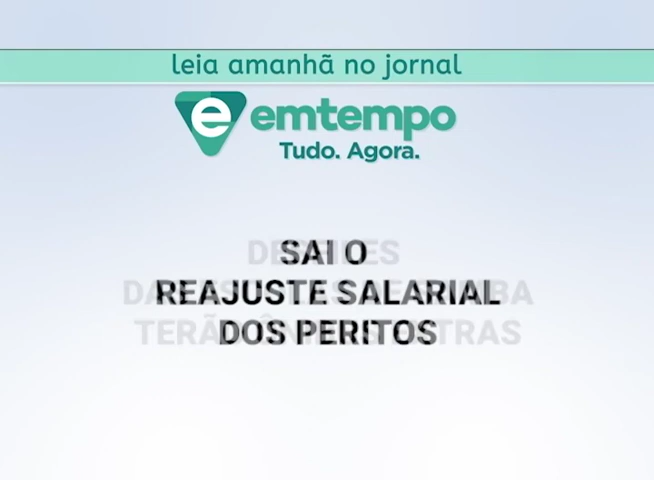 leia amanhã no jornal
e emtempo
Tudo. Agora.
SAI O
REAJUSTE SALARIAL
DOS PERITOS